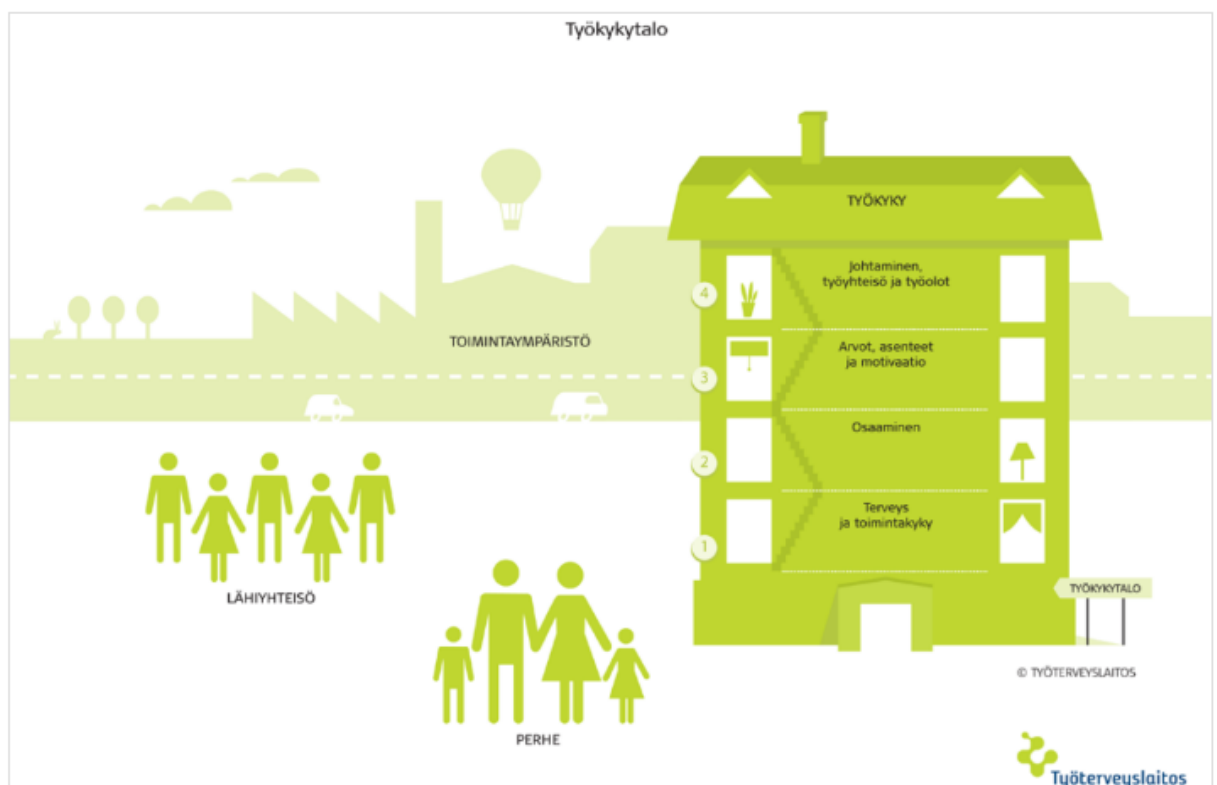 Työkykytalo
TYÖKYKY
4
Johtaminen,
työyhteisö ja työolot
3
Arvot, asenteet
ja motivaatio
2
Osaaminen
1
Terveys
ja toimintakyky
TOIMINTAYMPÄRISTÖ
LÄHIYHTEISÖ
PERHE
TYÖKYKYTALO
© TYÖTERVEYSLAITOS
Työterveyslaitos